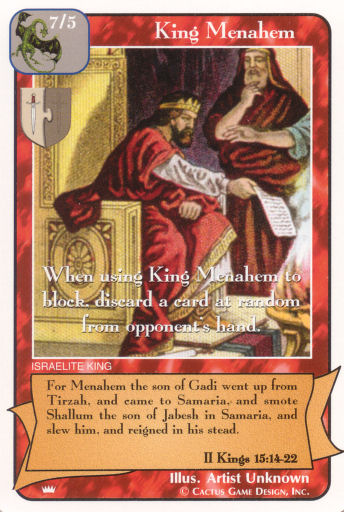 7/5
King Menahem
When using King Menahem to
block, discard a card at random
from opponent's hand.
ISRAELITE KING
For Menahem the son of Gadi went up from
Tirzah, and came to Samaria, and smote
Shallum the son of Jabesh in Samaria, and
slew him, and reigned in his stead.
II Kings 15:14-22
Illus. Artist Unknown
© CACTUS GAME DESIGN, INC.